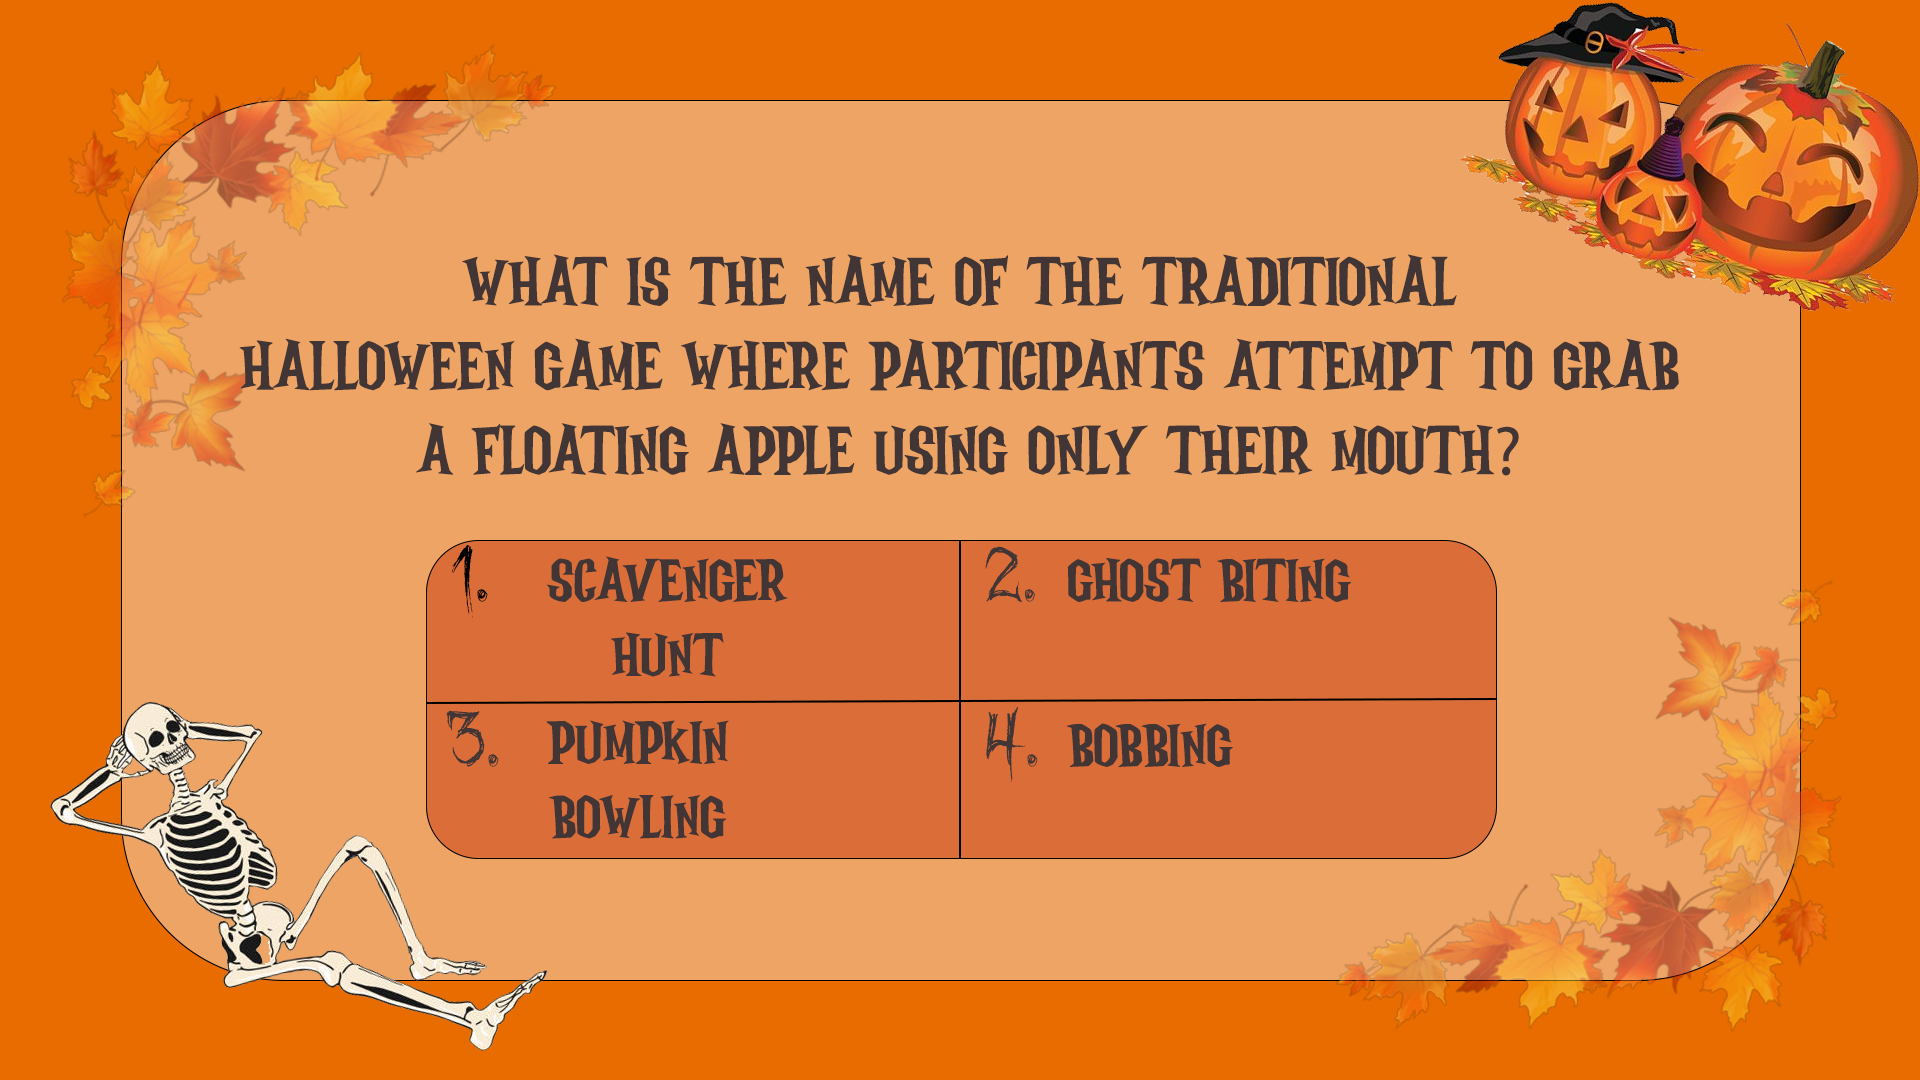 WHAT IS THE NAME OF THE TRADITIONAL
HALLOWEEN GAME WHERE PARTICIPANTS ATTEMPT TO GRAB
A FLOATING APPLE USING ONLY THEIR MOUTH?
1. SCAVENGER
HUNT
2. GHOST BITING
3. PUMPKIN
BOWLING
4. BOBBING